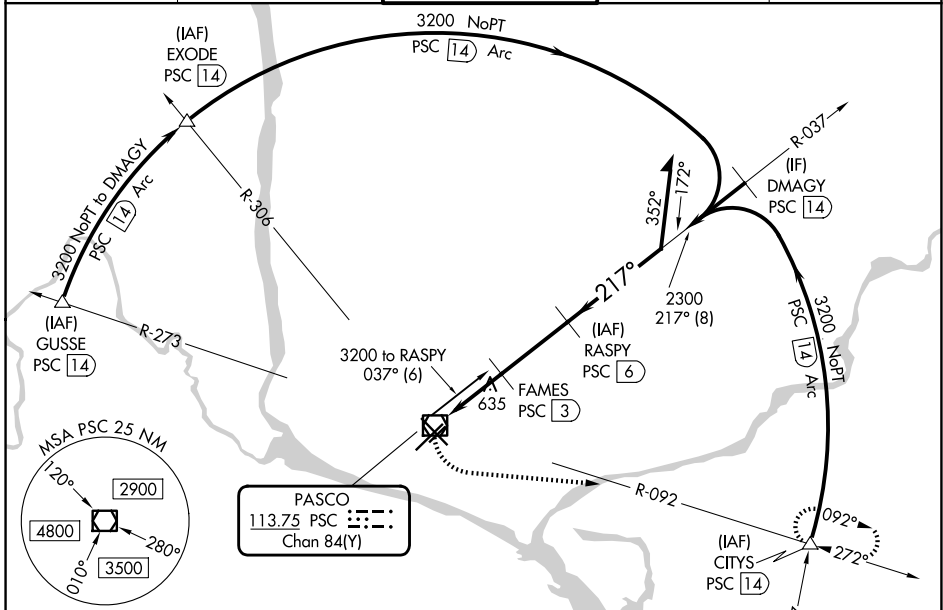 3200 NoPT
PSC 14 Arc
(IAF)
EXODE
PSC 14
3200 NoPT to DMAGY
PSC 14 Arc
R-306
R-037
(IF)
DMAGY
PSC 14
352°
172°
217°
2300
217° (8)
(IAF)
GUSSE
PSC 14
R-273
3200 to RASPY
037° (6)
(IAF)
RASPY
PSC 6
FAMES
PSC 3
635
3200 NoPT
PSC 14 Arc
MSA PSC 25 NM
120°
2900
4800
280°
3500
010°
PASCO
113.75 PSC
Chan 84(Y)
R-092
092°
272°
(IAF)
CITYS
PSC 14